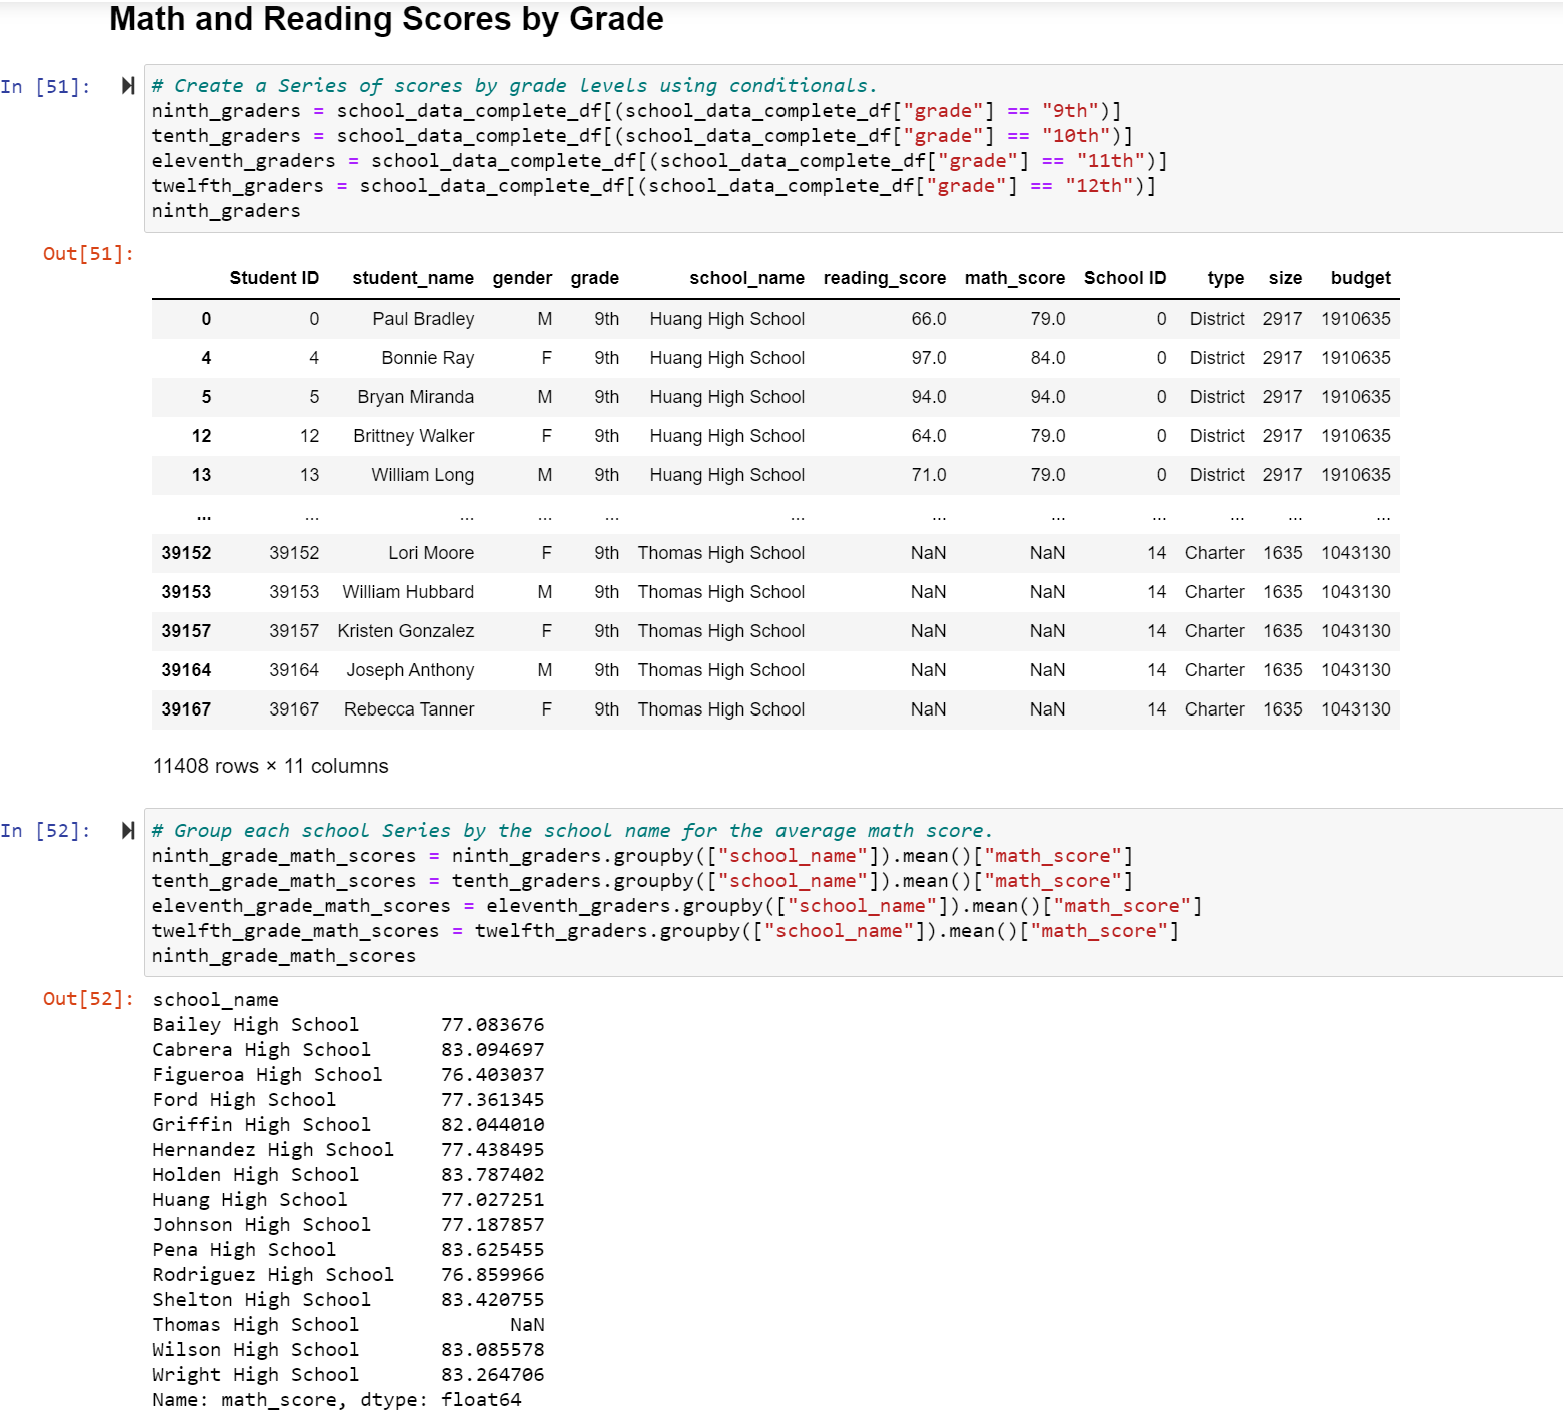 Math and Reading Scores by Grade
In [51]:
# Create a Series of scores by grade levels using conditionals.
ninth_graders = school_data_complete_df[(school_data_complete_df["grade"] == "9th")]
tenth_graders = school_data_complete_df[(school_data_complete_df["grade"] == "10th")]
eleventh_graders = school_data_complete_df[(school_data_complete_df["grade"] == "11th")]
twelfth_graders = school_data_complete_df[(school_data_complete_df["grade"] == "12th")]
ninth_graders
Out[51]:
Student ID student_name gender grade school_name reading_score math_score School ID type size budget
0 0 Paul Bradley M 9th Huang High School 66.0 79.0 0 District 2917 1910635
4 4 Bonnie Ray F 9th Huang High School 97.0 84.0 0 District 2917 1910635
5 5 Bryan Miranda M 9th Huang High School 94.0 94.0 0 District 2917 1910635
12 12 Brittney Walker F 9th Huang High School 64.0 79.0 0 District 2917 1910635
13 13 William Long M 9th Huang High School 71.0 79.0 0 District 2917 1910635
... ... ... ... ... ... ... ... ... ... ... ...
39152 39152 Lori Moore F 9th Thomas High School NaN NaN 14 Charter 1635 1043130
39153 39153 William Hubbard M 9th Thomas High School NaN NaN 14 Charter 1635 1043130
39157 39157 Kristen Gonzalez F 9th Thomas High School NaN NaN 14 Charter 1635 1043130
39164 39164 Joseph Anthony M 9th Thomas High School NaN NaN 14 Charter 1635 1043130
39167 39167 Rebecca Tanner F 9th Thomas High School NaN NaN 14 Charter 1635 1043130
11408 rows × 11 columns
In [52]:
# Group each school Series by the school name for the average math score.
ninth_grade_math_scores = ninth_graders.groupby(["school_name"]).mean()["math_score"]
tenth_grade_math_scores = tenth_graders.groupby(["school_name"]).mean()["math_score"]
eleventh_grade_math_scores = eleventh_graders.groupby(["school_name"]).mean()["math_score"]
twelfth_grade_math_scores = twelfth_graders.groupby(["school_name"]).mean()["math_score"]
ninth_grade_math_scores
Out[52]:
school_name
Bailey High School 77.083676
Cabrera High School 83.094697
Figueroa High School 76.403037
Ford High School 77.361345
Griffin High School 82.044010
Hernandez High School 77.438495
Holden High School 83.787402
Huang High School 77.027251
Johnson High School 77.187857
Pena High School 83.625455
Rodriguez High School 76.859966
Shelton High School 83.420755
Thomas High School NaN
Wilson High School 83.085578
Wright High School 83.264706
Name: math_score, dtype: float64